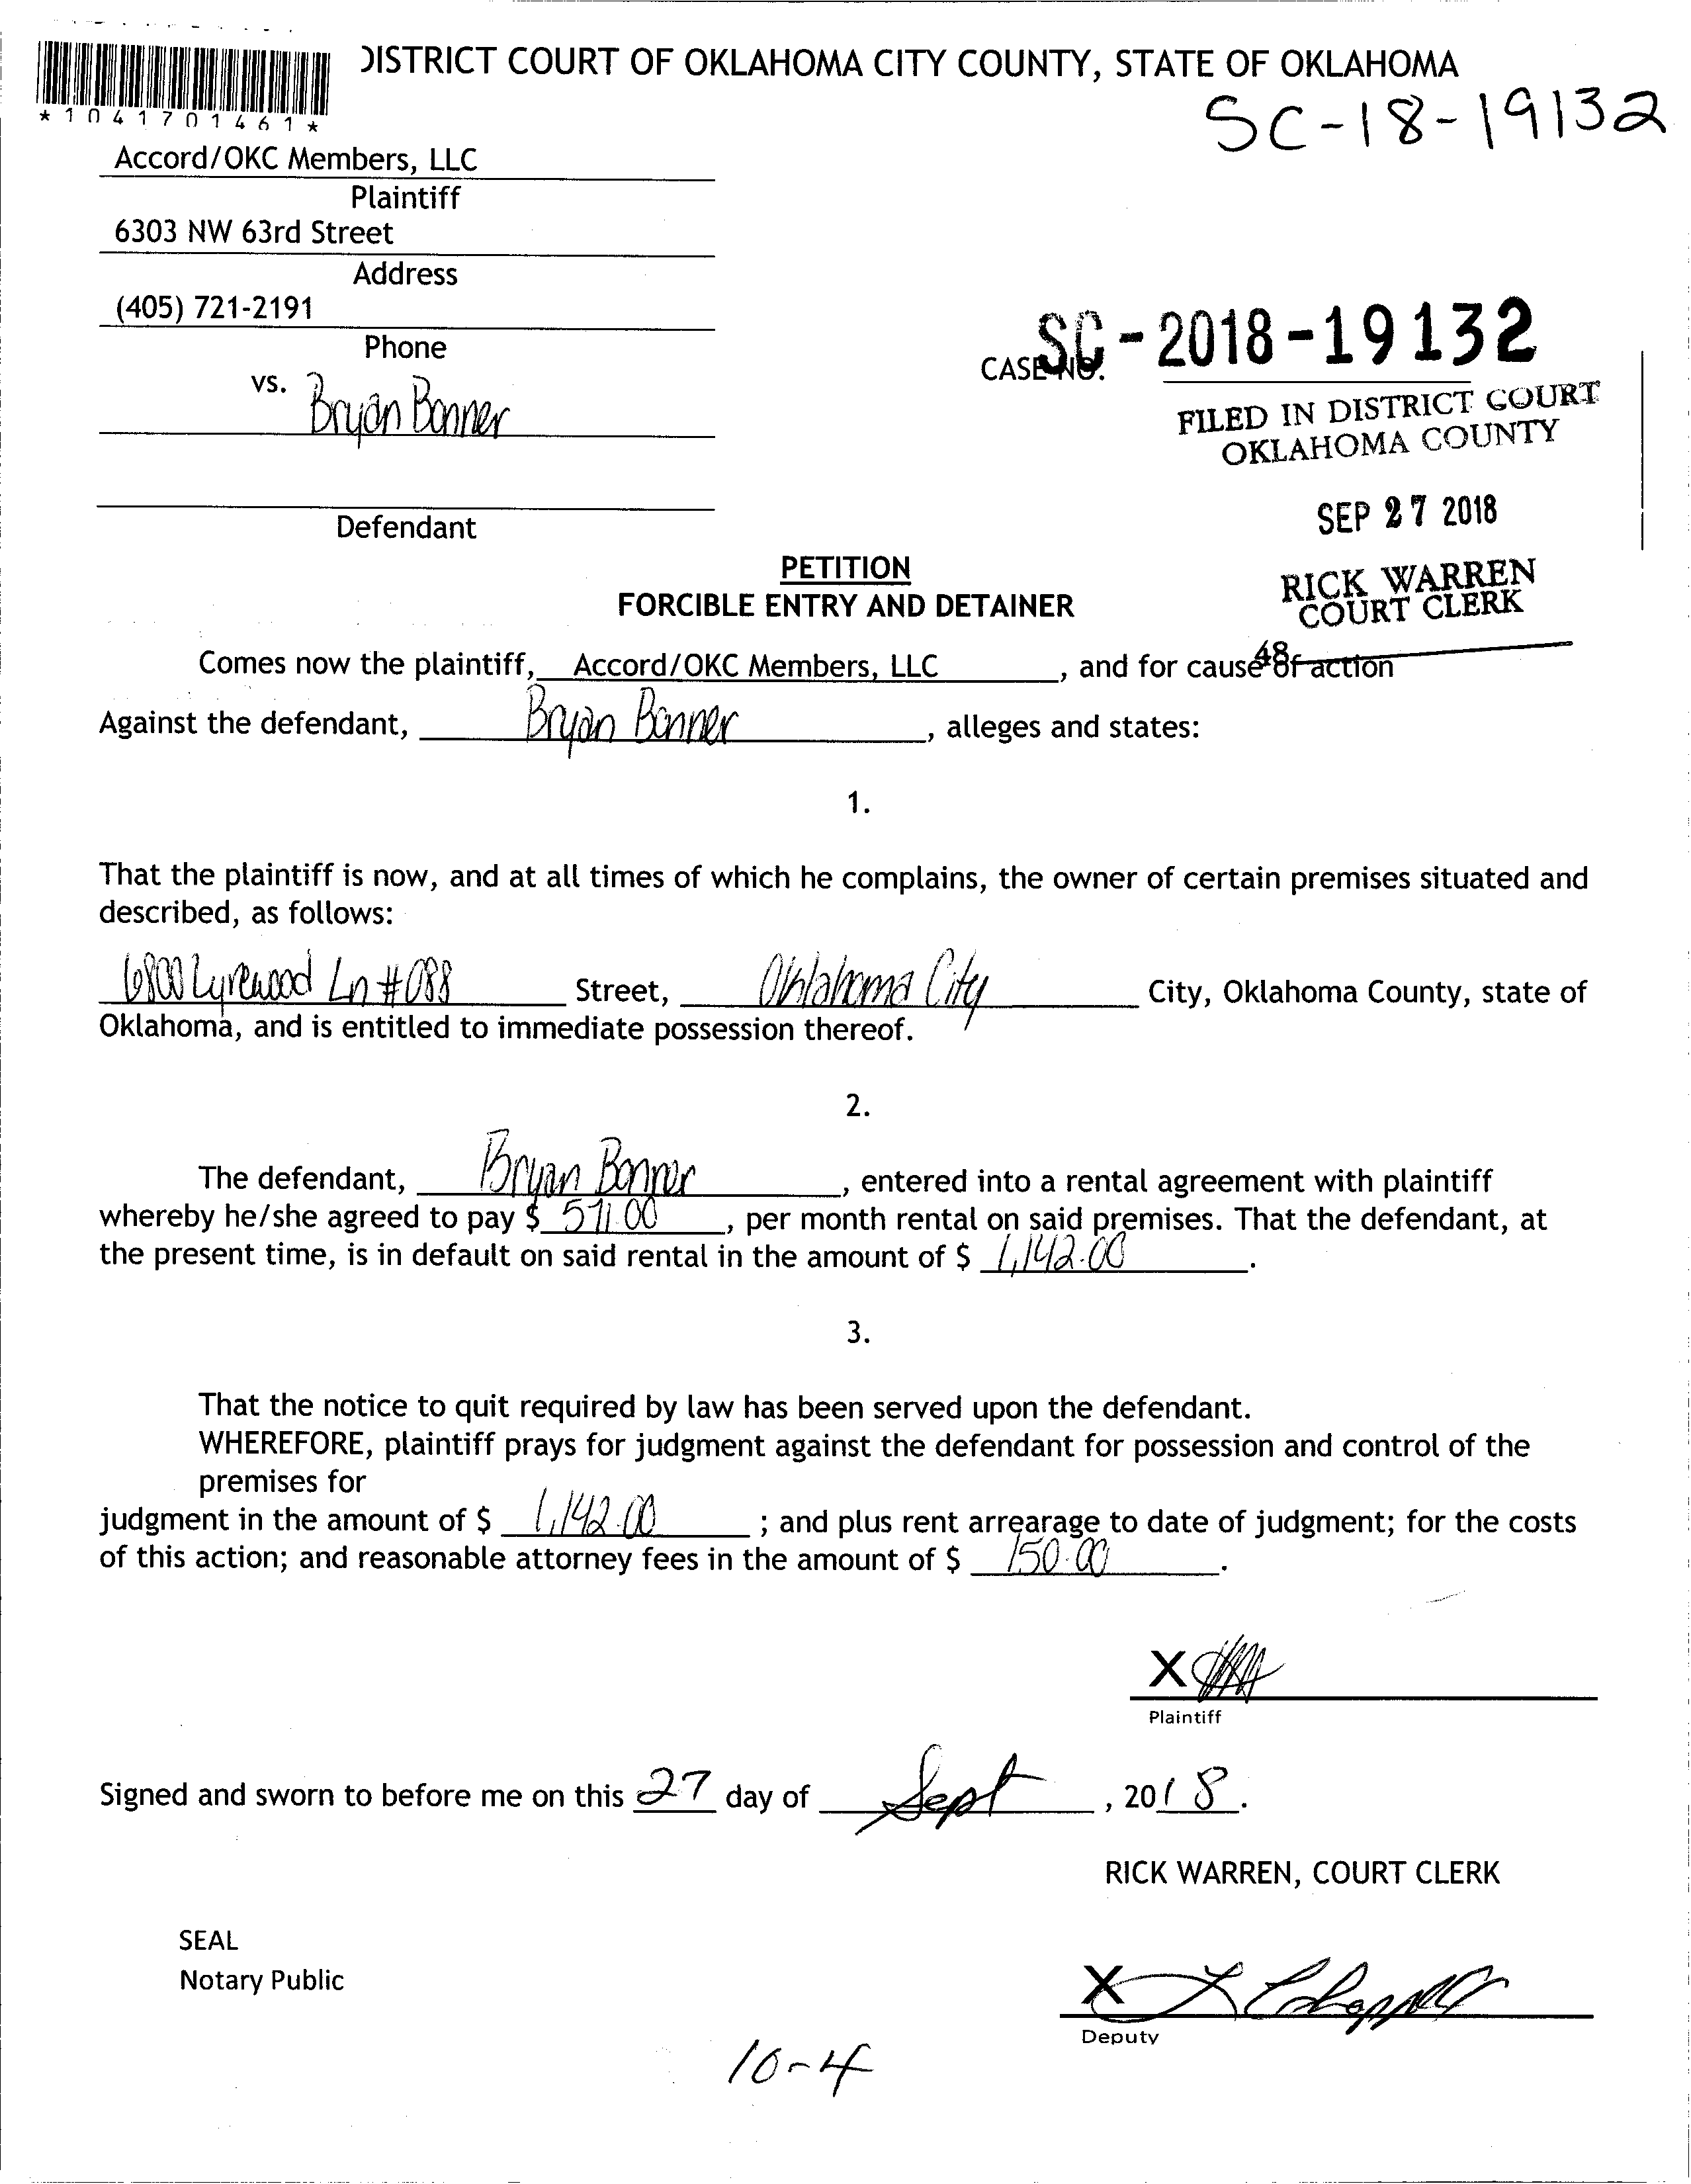 DISTRICT COURT OF OKLAHOMA CITY COUNTY, STATE OF OKLAHOMA
*1041701461*
SC-18-19132
Accord/OKC Members, LLC
Plaintiff
6303 NW 63rd Street
Address
(405) 721-2191
Phone
CASE NO. SC-2018-19132
vs. Bryan Bonner
FILED IN DISTRICT COURT
OKLAHOMA COUNTY
SEP 27 2018
Defendant
RICK WARREN
COURT CLERK
48
PETITION
FORCIBLE ENTRY AND DETAINER
Comes now the plaintiff, Accord/OKC Members, LLC, and for cause of action
Against the defendant, Bryan Bonner, alleges and states:
1.
That the plaintiff is now, and at all times of which he complains, the owner of certain premises situated and
described, as follows:
6800 Lyrewood Ln #088 Street, Oklahoma City City, Oklahoma County, state of
Oklahoma, and is entitled to immediate possession thereof.
2.
The defendant, Bryan Bonner, entered into a rental agreement with plaintiff
whereby he/she agreed to pay $ 571.00, per month rental on said premises. That the defendant, at
the present time, is in default on said rental in the amount of $ 1,142.00.
3.
That the notice to quit required by law has been served upon the defendant.
WHEREFORE, plaintiff prays for judgment against the defendant for possession and control of the
premises for
judgment in the amount of $ 1,142.00; and plus rent arrearage to date of judgment; for the costs
of this action; and reasonable attorney fees in the amount of $ 150.00.
X
Plaintiff
Signed and sworn to before me on this 27 day of Sept, 2018.
RICK WARREN, COURT CLERK
SEAL
Notary Public
X
Deputy
10-4